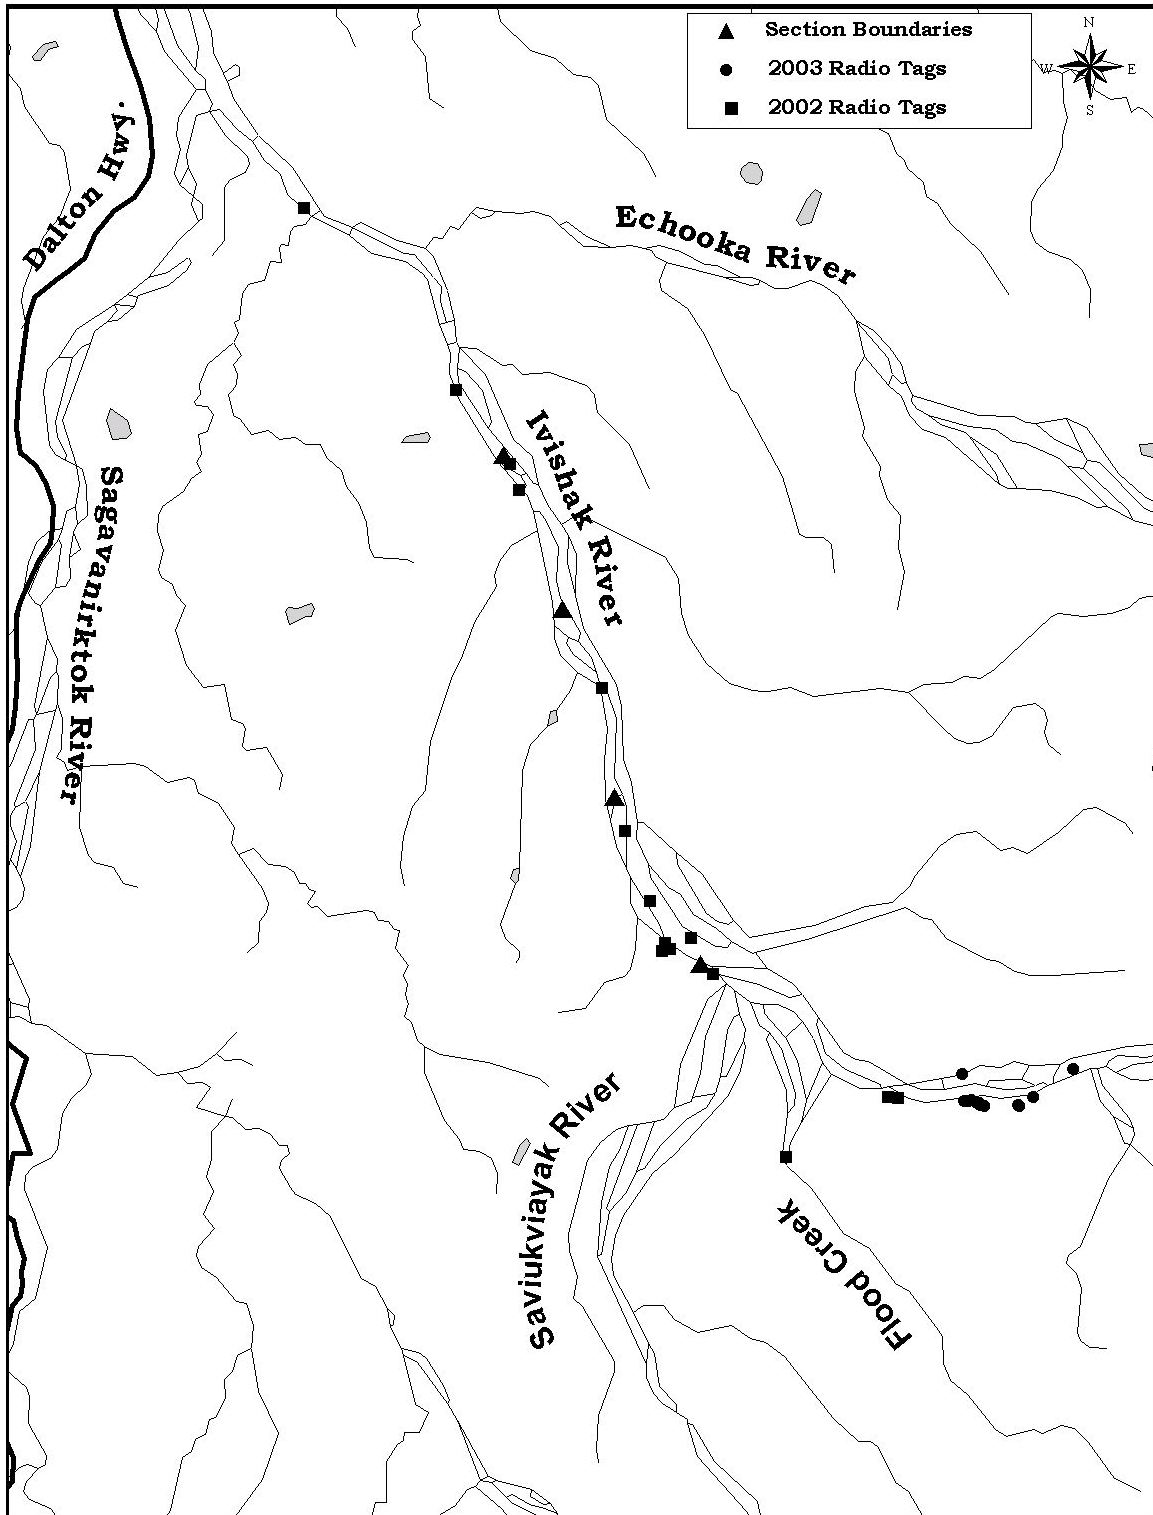 Section Boundaries
2003 Radio Tags
2002 Radio Tags
N
W
E
S
Dalton Hwy.
Echooka River
Ivishak River
Sagavanirktok River
Saviukviayak River
Flood Creek